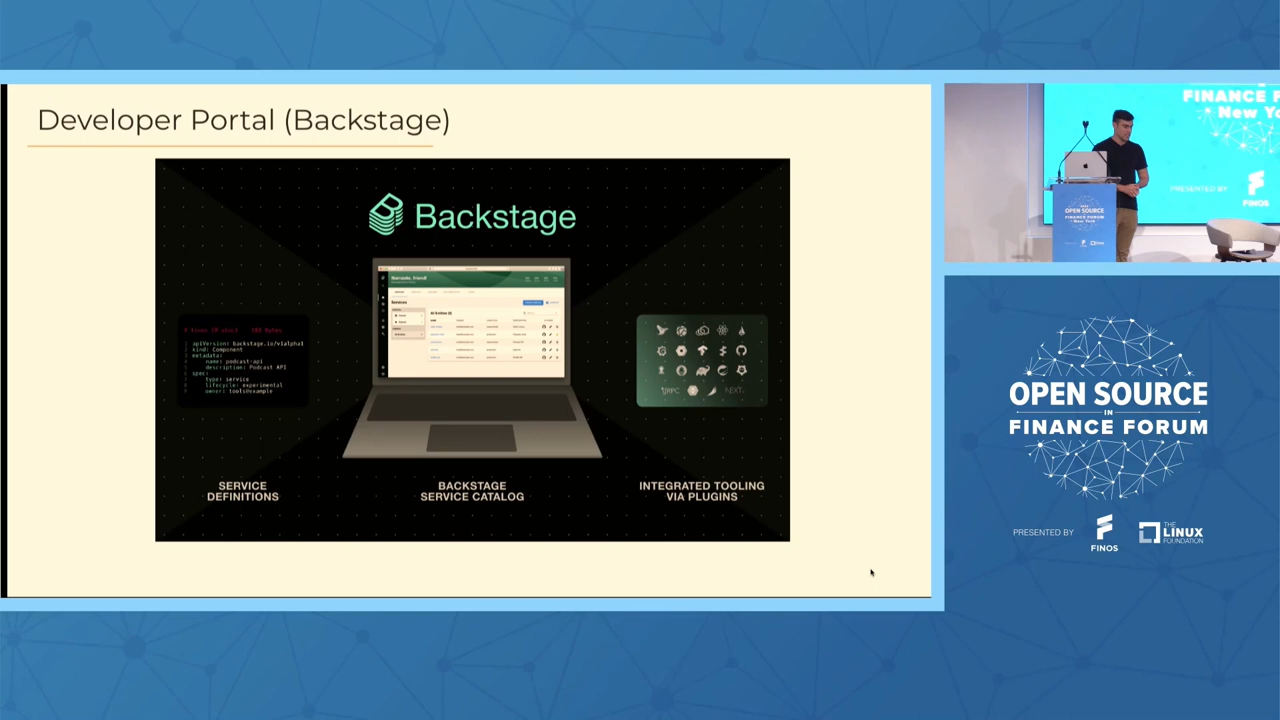 Developer Portal (Backstage)
Backstage
apiVersion: backstage.io/v1alpha1
kind: Component
metadata:
name: podcast-api
description: Podcast API
spec:
type: service
lifecycle: experimental
owner: tools@example
SERVICE
DEFINITIONS
BACKSTAGE
SERVICE CATALOG
INTEGRATED TOOLING
VIA PLUGINS
FINANCE F
New Yo
PRESENTED BY
FINOS
OPEN SOURCE
FINANCE FORUM
New York
OPEN SOURCE
IN
FINANCE FORUM
PRESENTED BY
FINOS
THE
LINUX
FOUNDATION